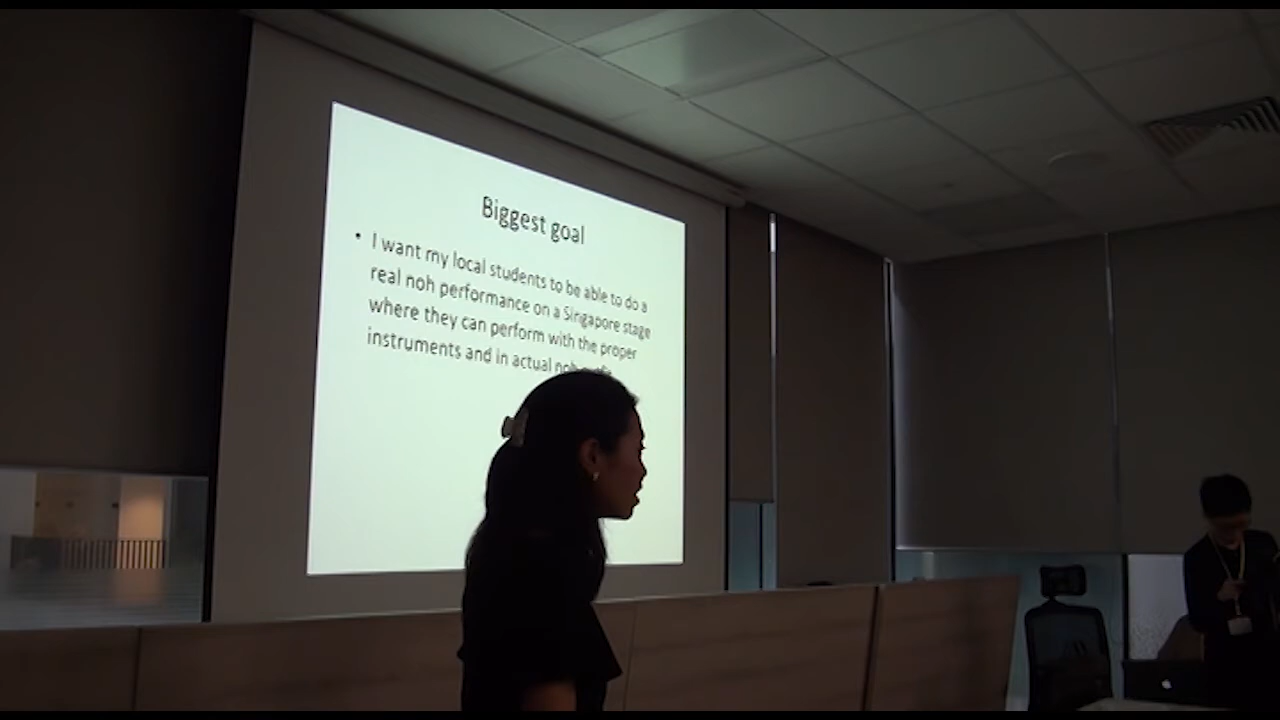 Biggest goal
• I want my local students to be able to do a
real noh performance on a Singapore stage
where they can perform with the proper
instruments and in actual noh